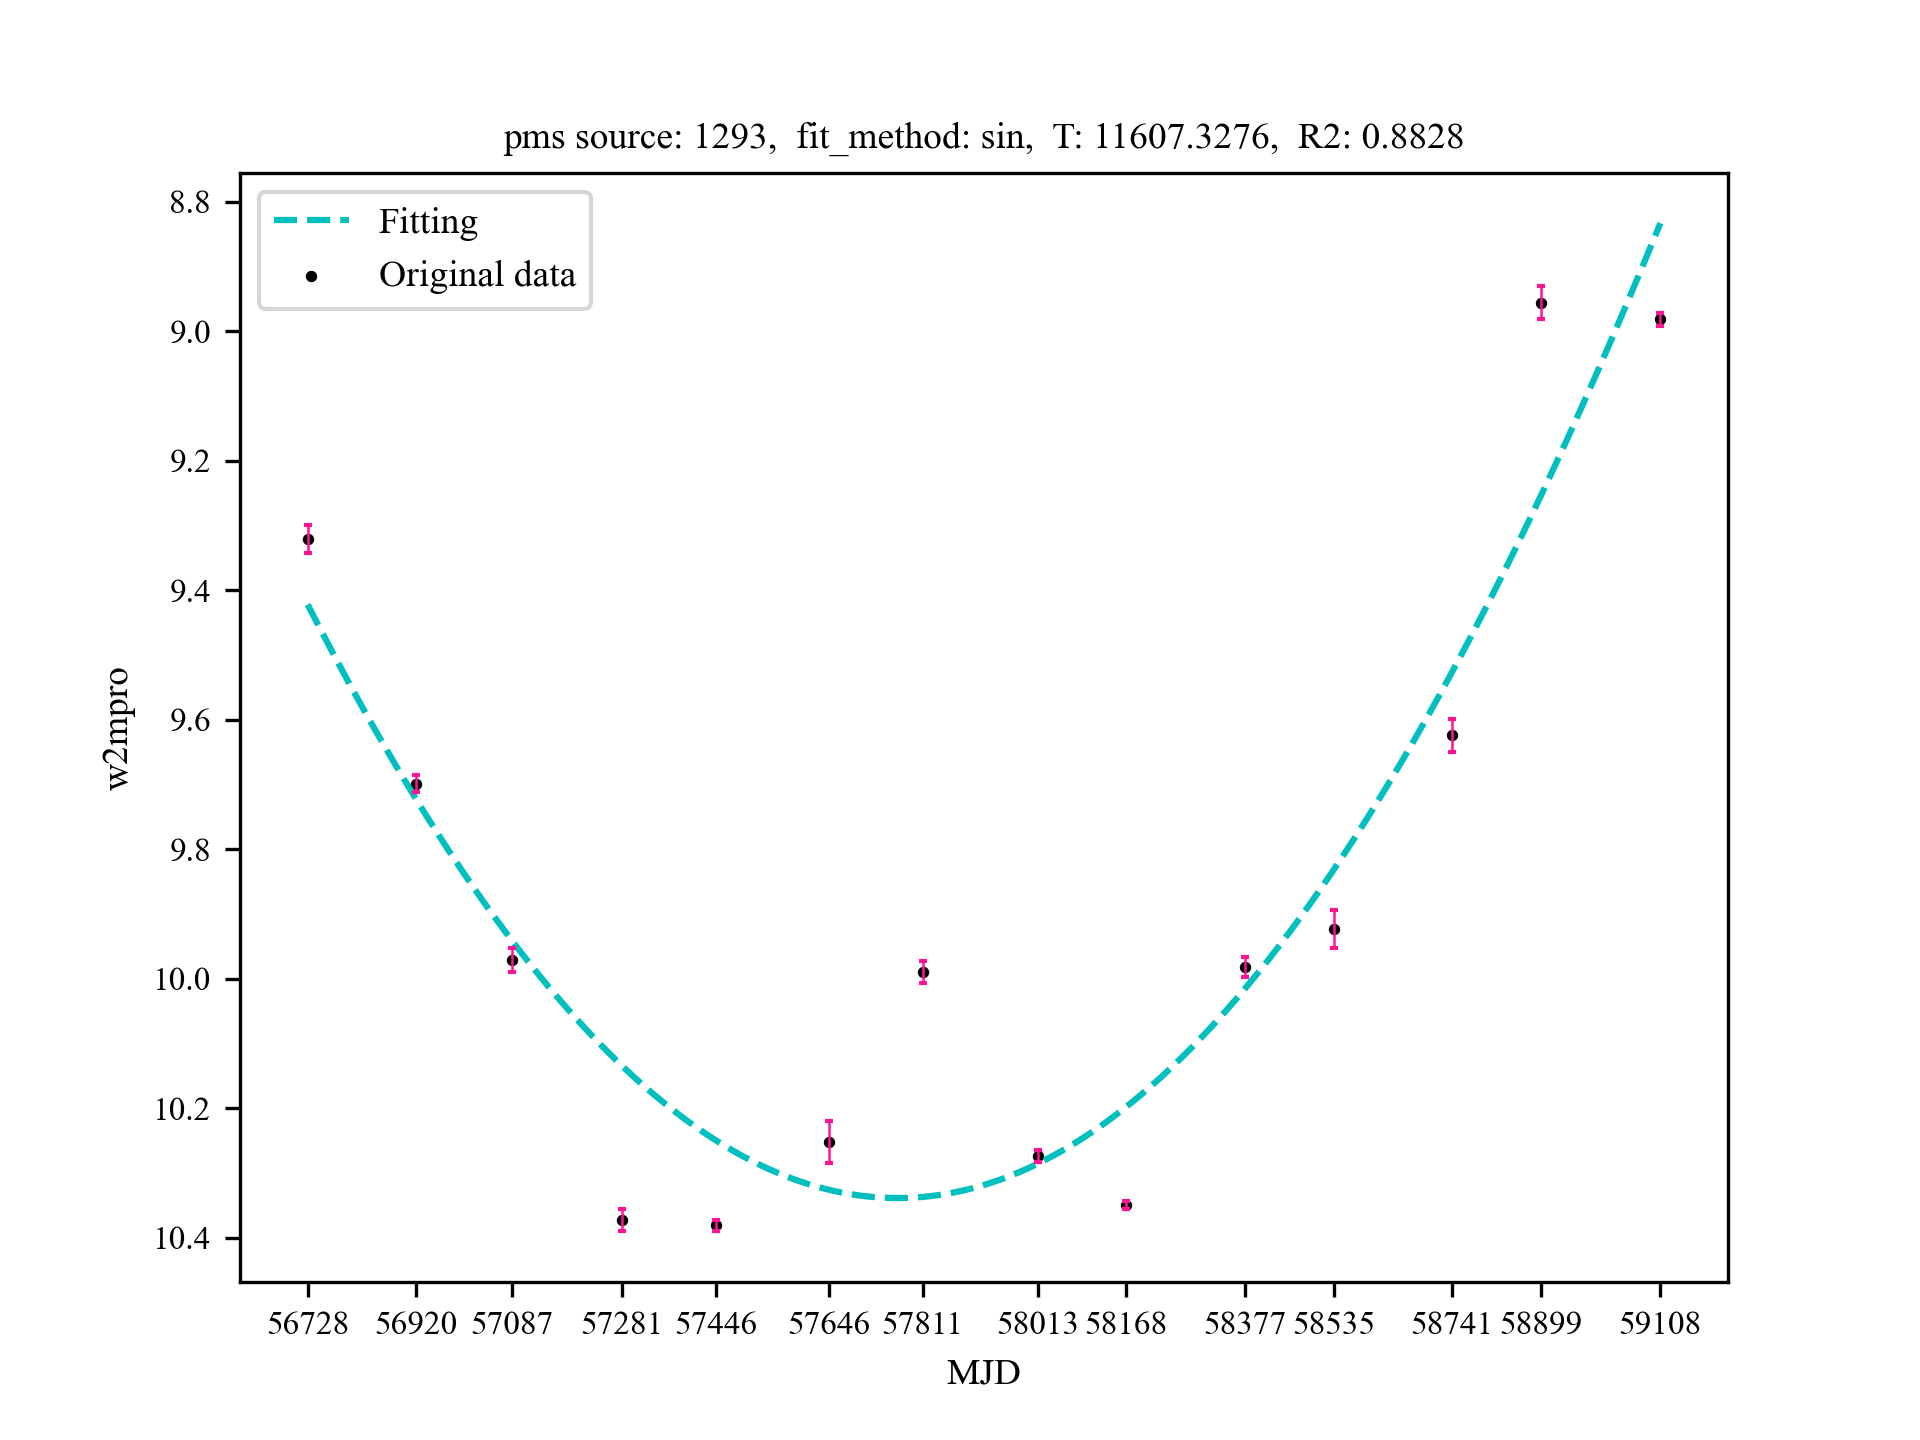 pms source: 1293,  fit_method: sin,  T: 11607.3276,  R2: 0.8828
Fitting
Original data
8.8
9.0
9.2
9.4
9.6
9.8
10.0
10.2
10.4
w2mpro
56728 56920 57087 57281 57446 57646 57811 58013 58168 58377 58535 58741 58899 59108
MJD